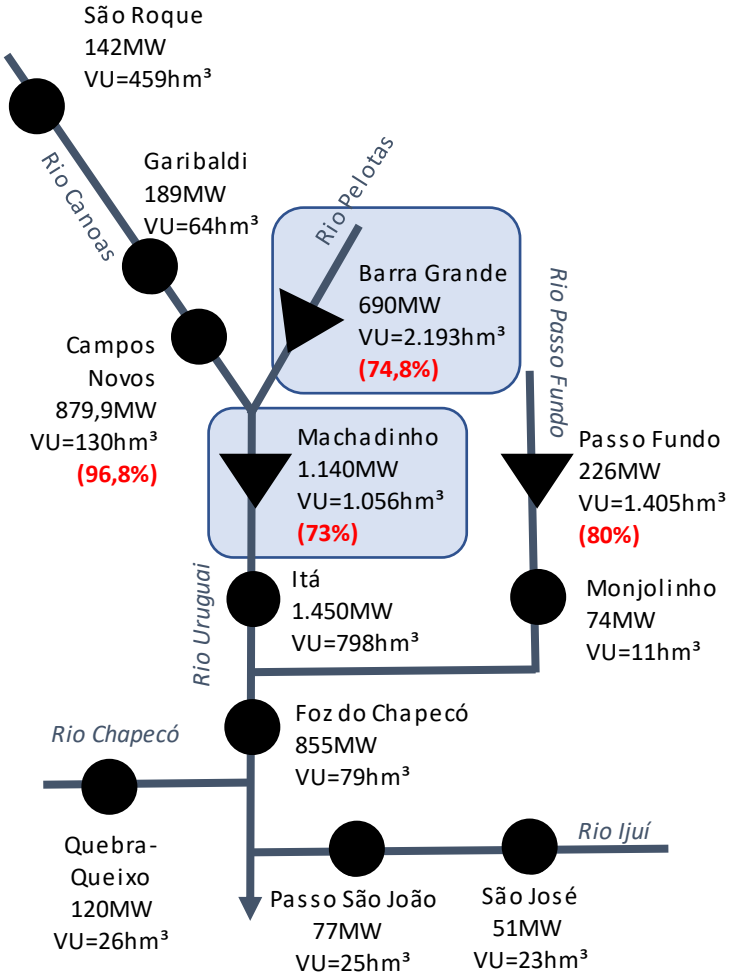 São Roque
142MW
VU=459hm³
Rio Canoas
Garibaldi
189MW
VU=64hm³
Rio Pelotas
Barra Grande
690MW
VU=2.193hm³
(74,8%)
Rio Passo Fundo
Campos
Novos
879,9MW
VU=130hm³
(96,8%)
Machadinho
1.140MW
VU=1.056hm³
(73%)
Passo Fundo
226MW
VU=1.405hm³
(80%)
Rio Uruguai
Itá
1.450MW
VU=798hm³
Monjolinho
74MW
VU=11hm³
Foz do Chapecó
855MW
VU=79hm³
Rio Chapecó
Quebra-
Queixo
120MW
VU=26hm³
Rio Ijuí
Passo São João
77MW
VU=25hm³
São José
51MW
VU=23hm³